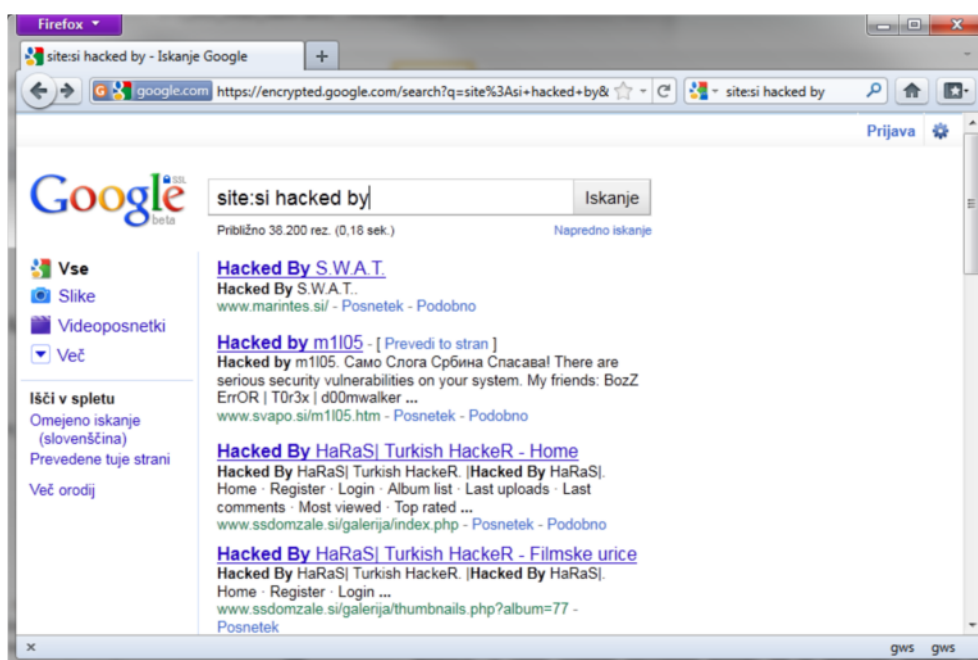 Firefox
site:si hacked by - Iskanje Google
google.com https://encrypted.google.com/search?q=site%3Asi+hacked+by& site:si hacked by
Prijava
Google SSL beta
site:si hacked by Iskanje
Približno 38.200 rez. (0,18 sek.) Napredno iskanje
Vse
Slike
Videoposnetki
Več
Išči v spletu
Omejeno iskanje
(slovenščina)
Prevedene tuje strani
Več orodij
Hacked By S.W.A.T.
Hacked By S.W.A.T..
www.marintes.si/ - Posnetek - Podobno
Hacked by m1l05 - [ Prevedi to stran ]
Hacked by m1l05. Само Слога Србина Спасава! There are
serious security vulnerabilities on your system. My friends: BozZ
ErrOR | T0r3x | d00mwalker ...
www.svapo.si/m1l05.htm - Posnetek - Podobno
Hacked By HaRaS| Turkish HackeR - Home
Hacked By HaRaS| Turkish HackeR. |Hacked By HaRaS|.
Home · Register · Login · Album list · Last uploads · Last
comments · Most viewed · Top rated ...
www.ssdomzale.si/galerija/index.php - Posnetek - Podobno
Hacked By HaRaS| Turkish HackeR - Filmske urice
Hacked By HaRaS| Turkish HackeR. |Hacked By HaRaS|.
Home · Register · Login ...
www.ssdomzale.si/galerija/thumbnails.php?album=77 -
Posnetek
gws gws